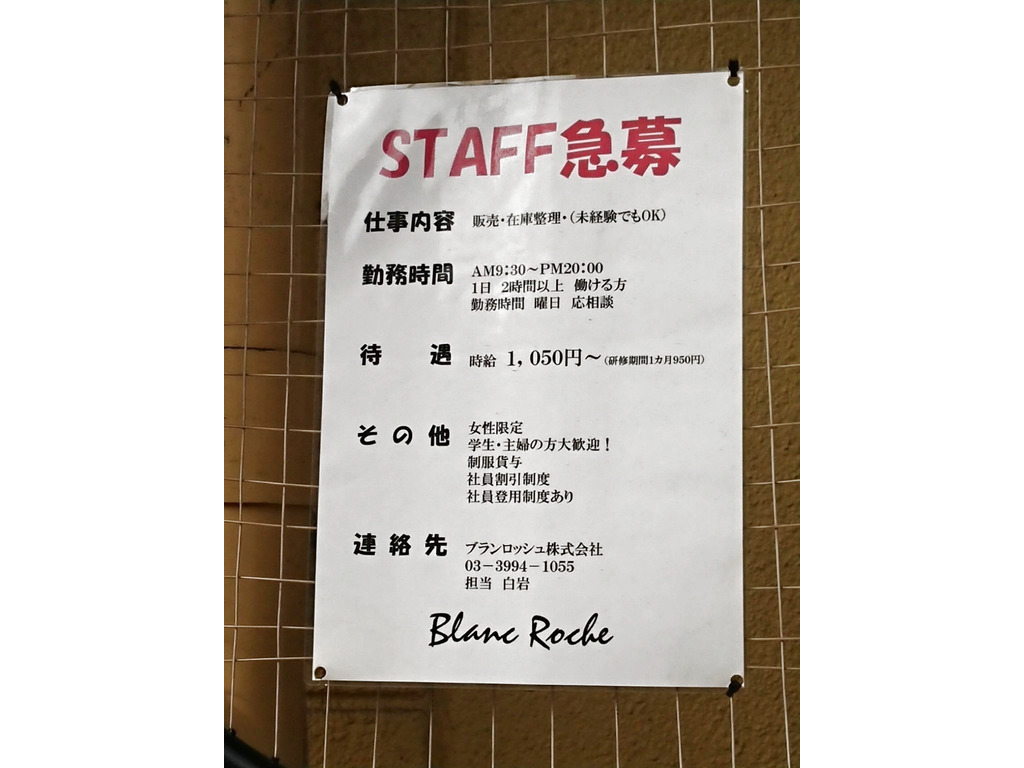 STAFF急募
仕事内容 販売・在庫整理・(未経験でもOK)
勤務時間 AM9:30～PM20:00
1日 2時間以上 働ける方
勤務時間 曜日 応相談
待遇 時給 1,050円～(研修期間1カ月950円)
その他 女性限定
学生・主婦の方大歓迎！
制服貸与
社員割引制度
社員登用制度あり
連絡先 ブランロッシュ株式会社
03－3994－1055
担当 白岩
Blanc Roche